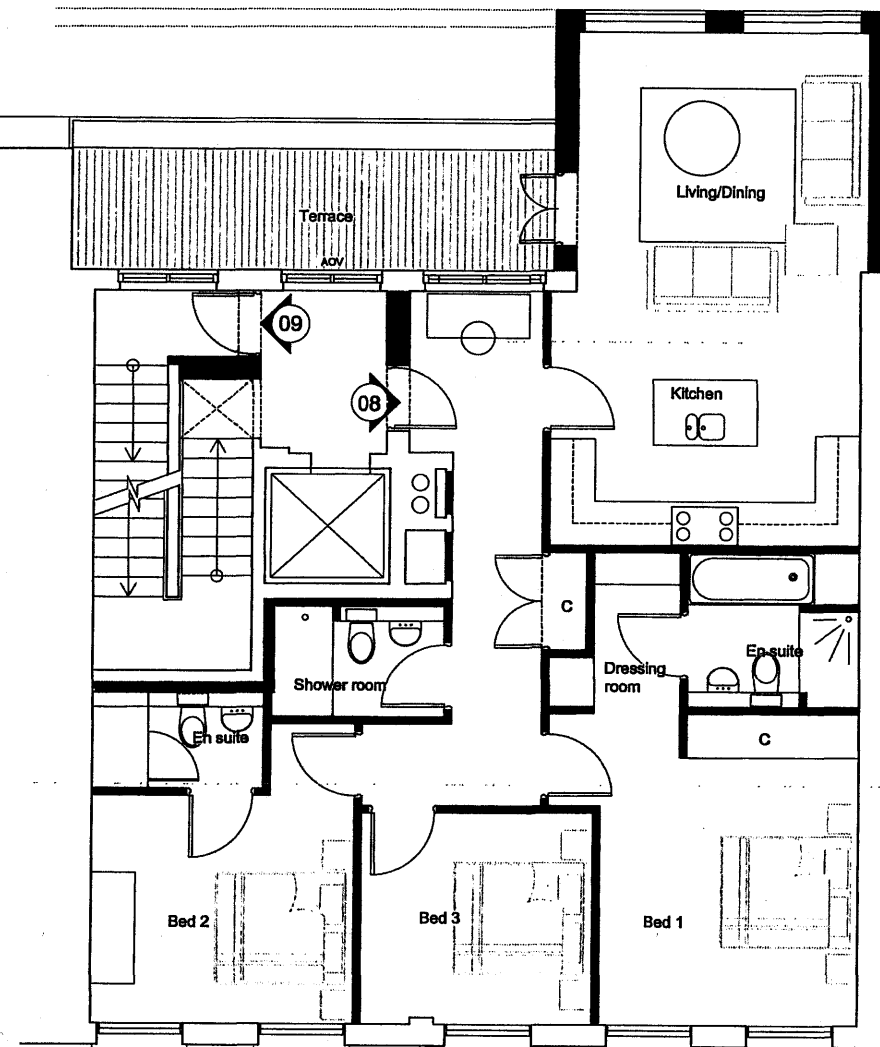 Living/Dining
Terrace
AOV
09
Kitchen
08
C
En suite
Dressing
room
Shower room
En suite
C
Bed 2
Bed 3
Bed 1